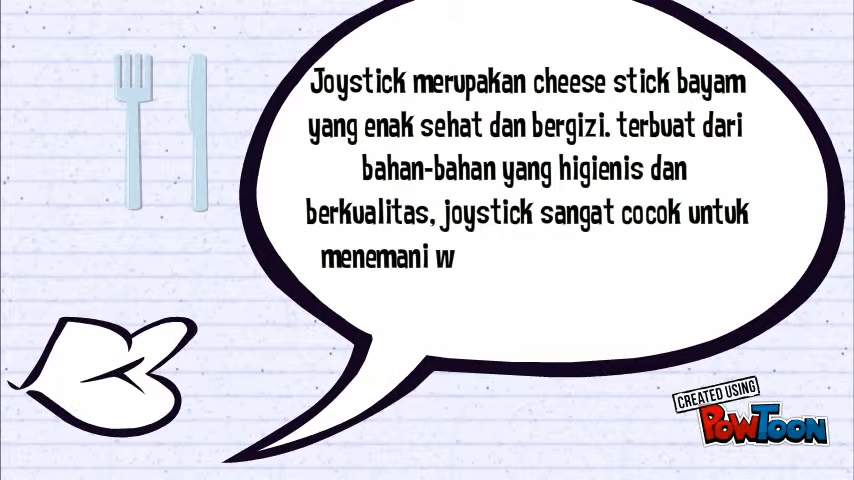 Joystick merupakan cheese stick bayam
yang enak sehat dan bergizi. terbuat dari
bahan-bahan yang higienis dan
berkualitas, joystick sangat cocok untuk
menemani w
CREATED USING
POWTOON